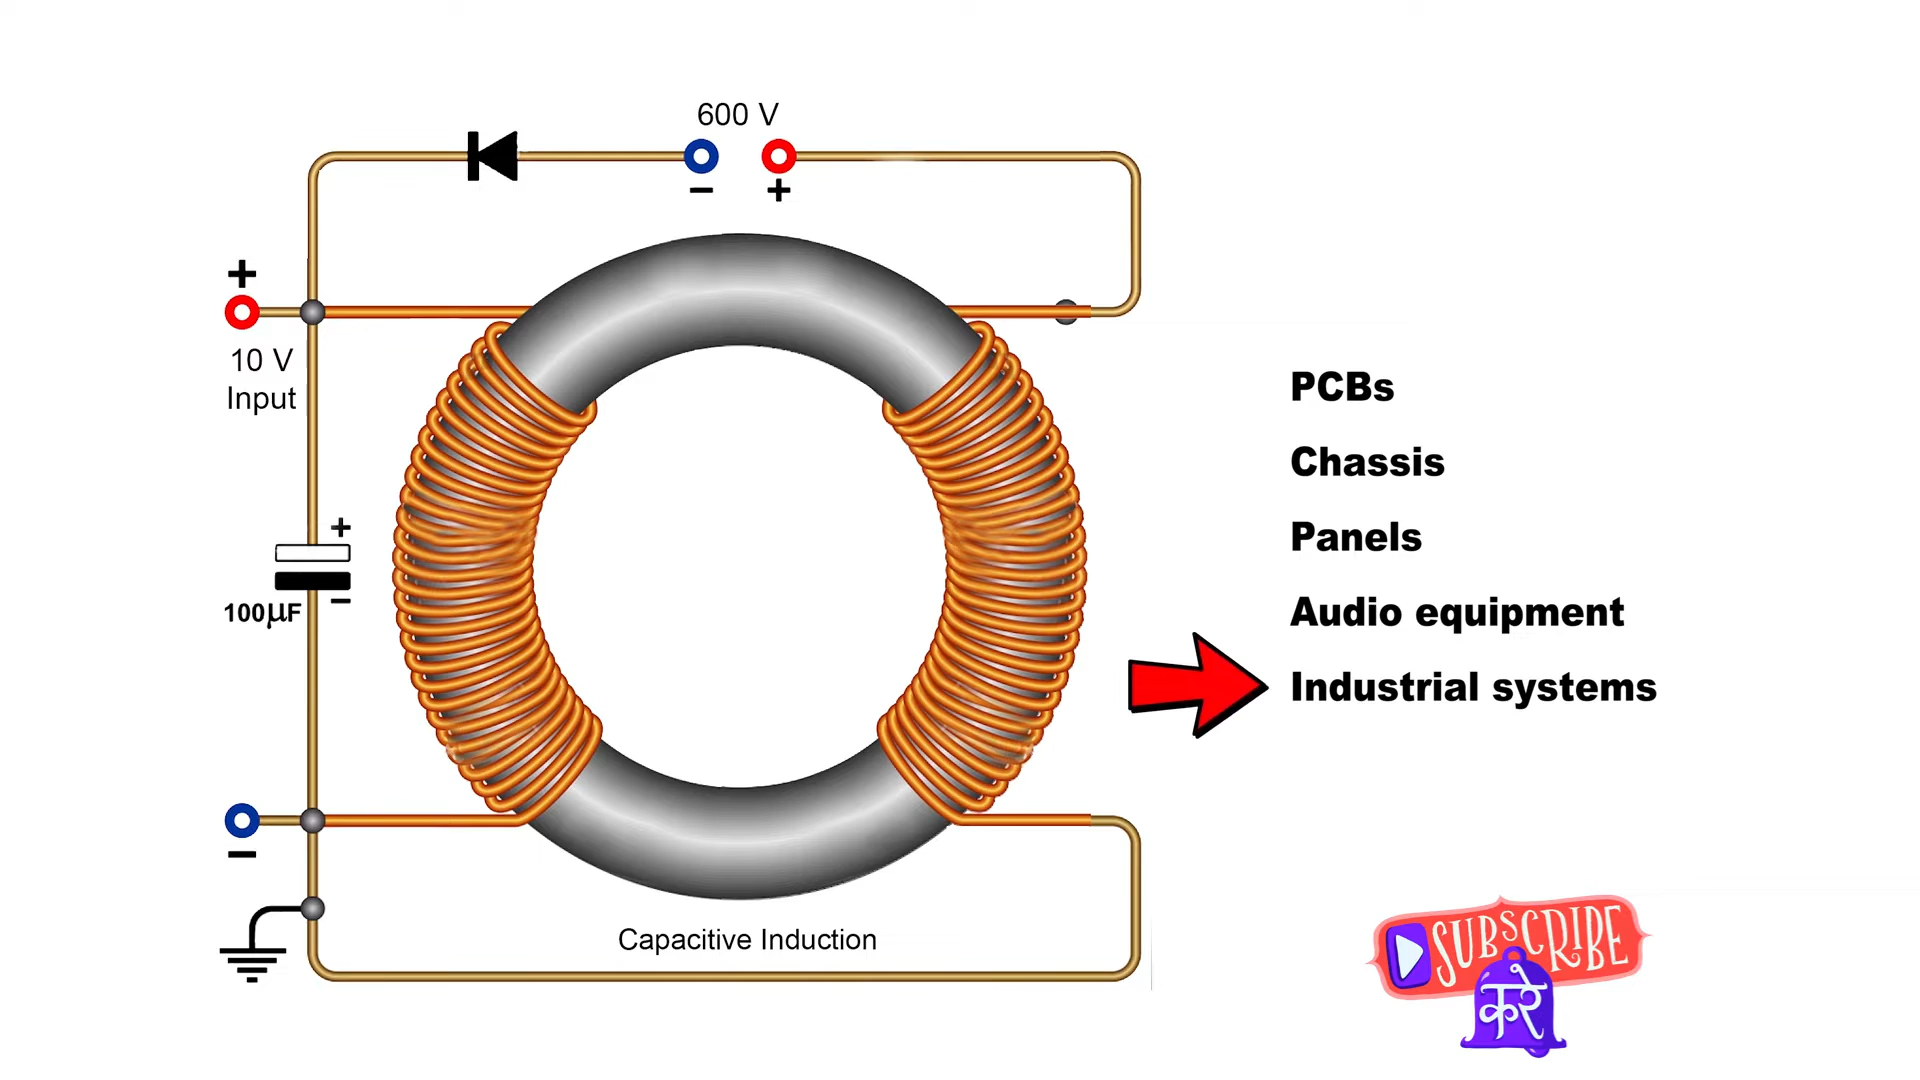 600 V
− +
+
10 V
Input
+
−
100µF
−
Capacitive Induction
PCBs
Chassis
Panels
Audio equipment
Industrial systems
SUBSCRIBE
करे